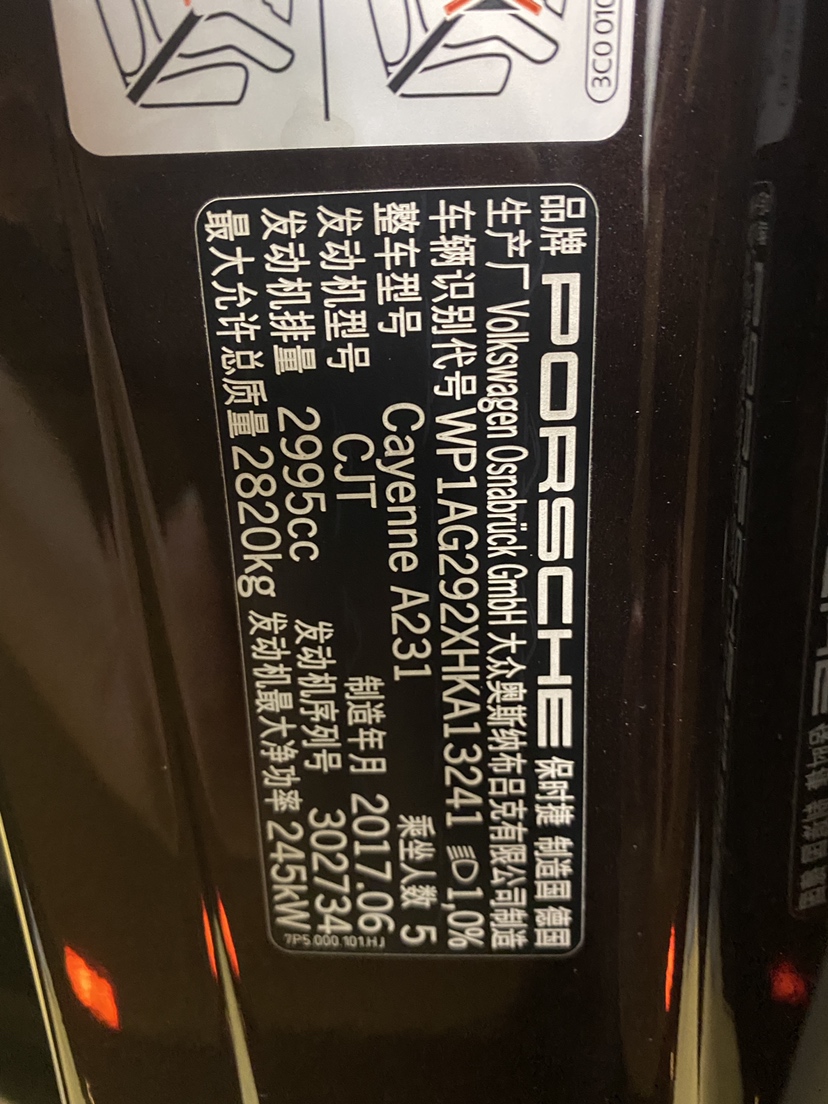 3C0 010
品牌 PORSCHE 保时捷 制造国 德国
生产厂 Volkswagen Osnabrück GmbH 大众奥斯纳布吕克有限公司制造
车辆识别代号 WP1AG292XHKA13241 1,0%
整车型号 Cayenne A231 乘坐人数 5
发动机型号 CJT 制造年月 2017.06
发动机排量 2995cc 发动机序列号 302734
最大允许总质量 2820kg 发动机最大净功率 245kW
7P5.000.101.HJ